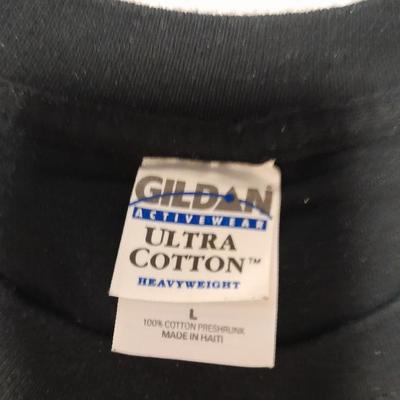 GILDAN
ACTIVEWEAR
ULTRA
COTTON™
HEAVYWEIGHT
L
100% COTTON PRESHRUNK
MADE IN HAITI